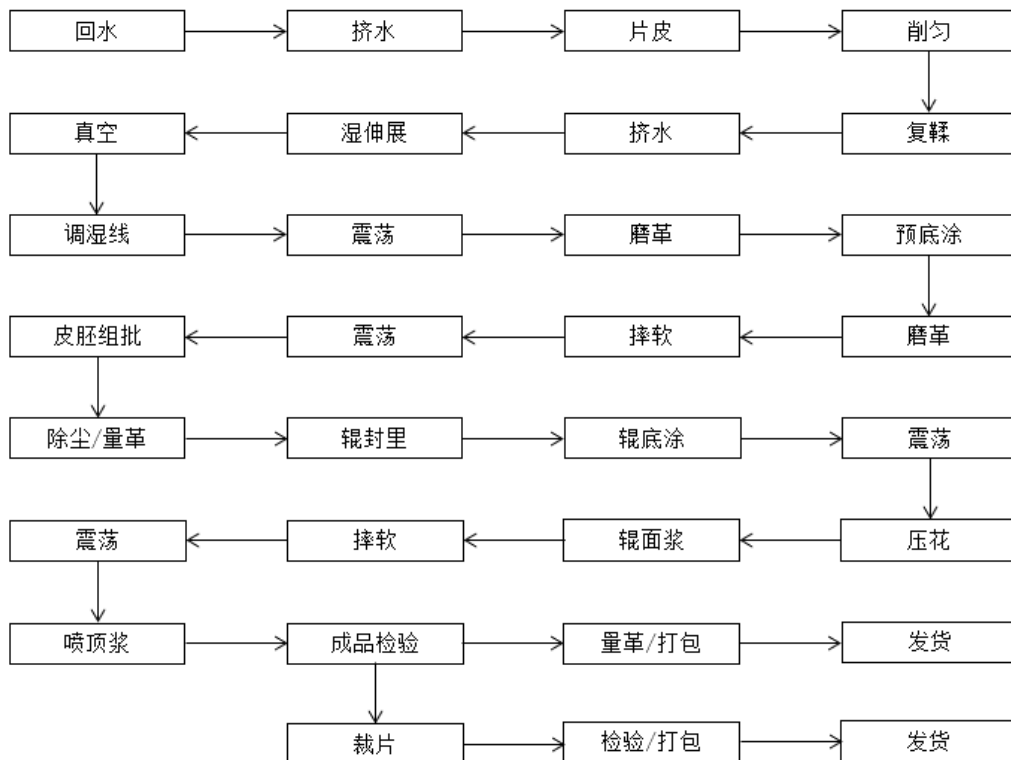 回水 挤水 片皮 削匀
真空 湿伸展 挤水 复鞣
调湿线 震荡 磨革 预底涂
皮胚组批 震荡 摔软 磨革
除尘/量革 辊封里 辊底涂 震荡
震荡 摔软 辊面浆 压花
喷顶浆 成品检验 量革/打包 发货
裁片 检验/打包 发货